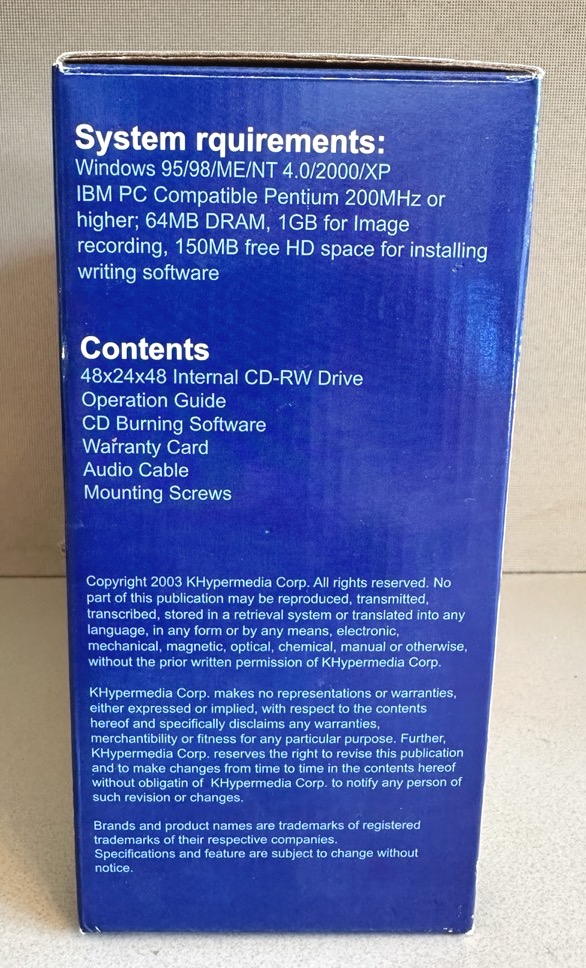 System rquirements:
Windows 95/98/ME/NT 4.0/2000/XP
IBM PC Compatible Pentium 200MHz or
higher; 64MB DRAM, 1GB for Image
recording, 150MB free HD space for installing
writing software
Contents
48x24x48 Internal CD-RW Drive
Operation Guide
CD Burning Software
Warranty Card
Audio Cable
Mounting Screws
Copyright 2003 KHypermedia Corp. All rights reserved. No
part of this publication may be reproduced, transmitted,
transcribed, stored in a retrieval system or translated into any
language, in any form or by any means, electronic,
mechanical, magnetic, optical, chemical, manual or otherwise,
without the prior written permission of KHypermedia Corp.
KHypermedia Corp. makes no representations or warranties,
either expressed or implied, with respect to the contents
hereof and specifically disclaims any warranties,
merchantibility or fitness for any particular purpose. Further,
KHypermedia Corp. reserves the right to revise this publication
and to make changes from time to time in the contents hereof
without obligatin of KHypermedia Corp. to notify any person of
such revision or changes.
Brands and product names are trademarks of registered
trademarks of their respective companies.
Specifications and feature are subject to change without
notice.